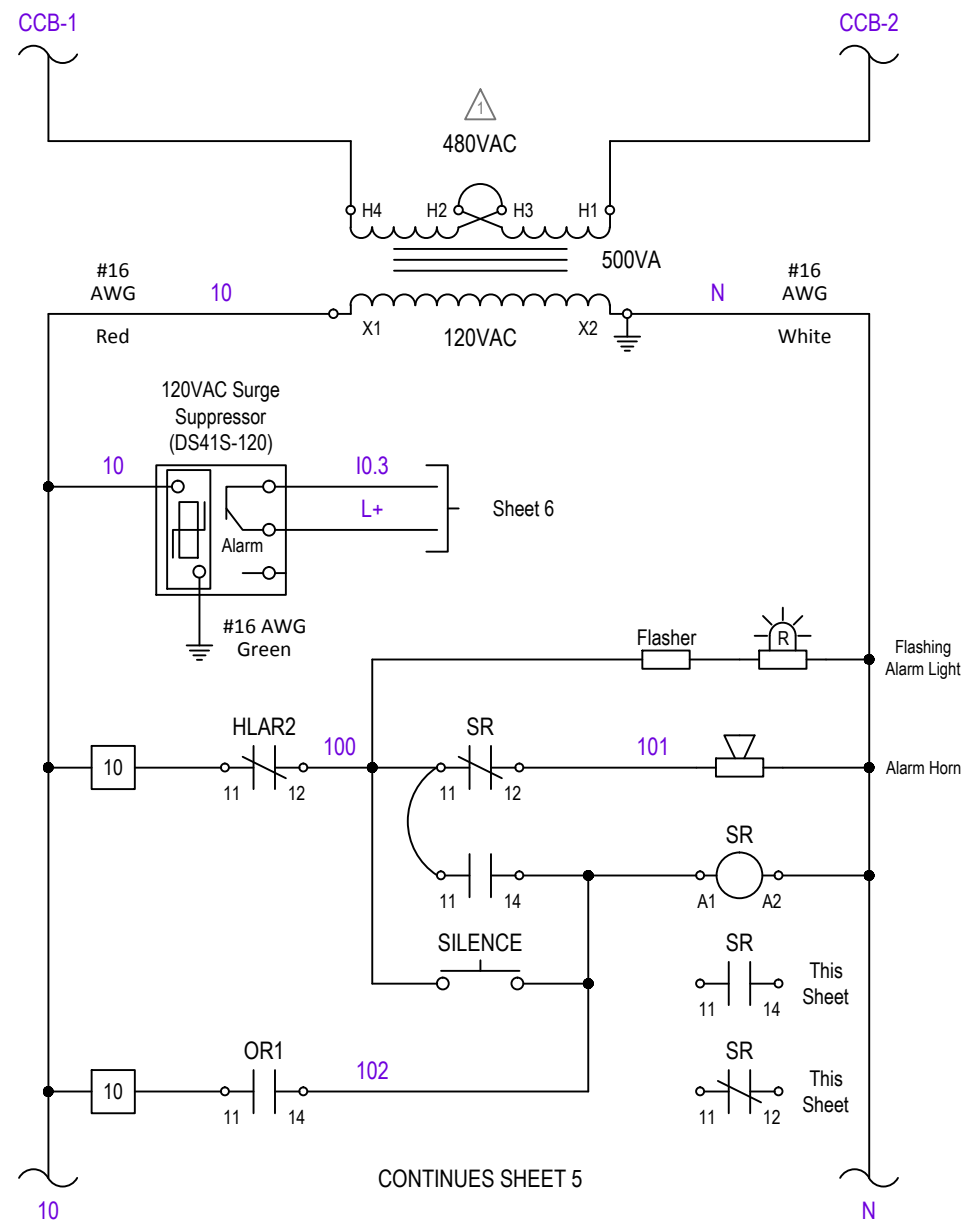 CCB-1
CCB-2
1
480VAC
H4
H2
H3
H1
500VA
#16
AWG
10
N
#16
AWG
Red
X1
120VAC
X2
White
120VAC Surge
Suppressor
(DS41S-120)
10
I0.3
L+
Sheet 6
Alarm
#16 AWG
Green
Flasher
R
Flashing
Alarm Light
HLAR2
100
SR
101
10
11
12
11
12
Alarm Horn
SR
11
14
A1
A2
SILENCE
SR
This
Sheet
11
14
OR1
102
SR
10
This
Sheet
11
14
11
12
CONTINUES SHEET 5
10
N